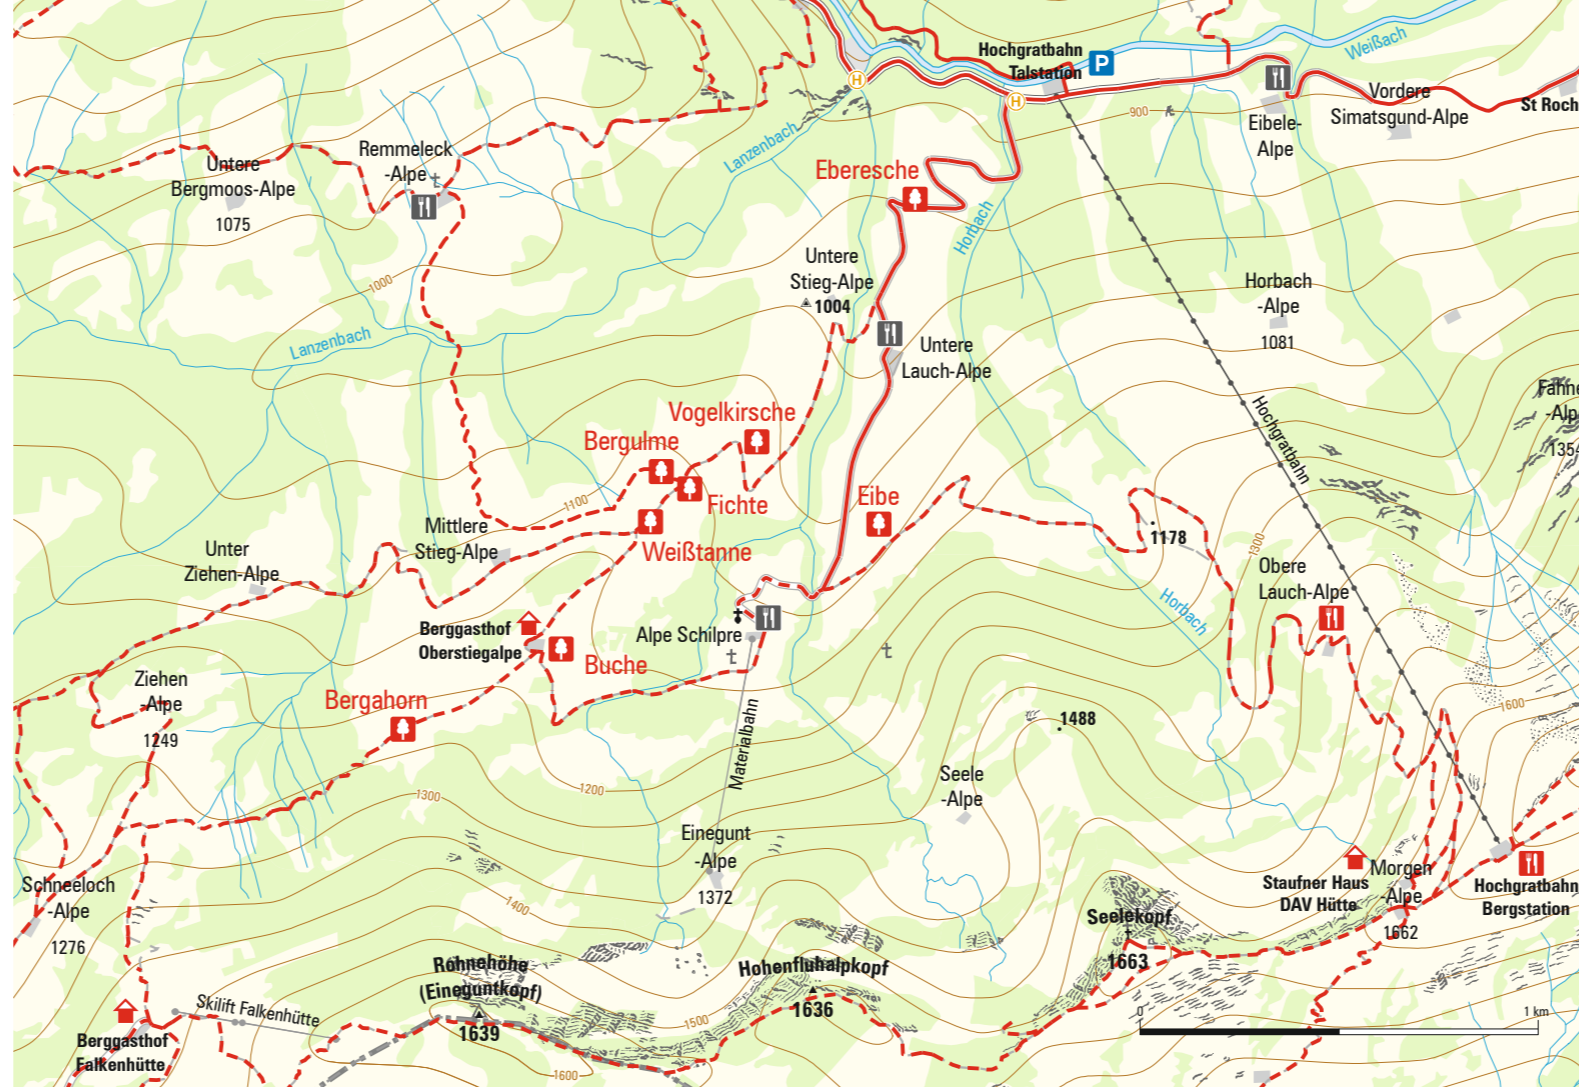 Weißach
Hochgratbahn
Talstation
P
H
H
900
Vordere
Simatsgund-Alpe
St Roch
Eibele-
Alpe
Lanzenbach
Remmeleck
-Alpe
Untere
Bergmoos-Alpe
1075
Eberesche
Horbach
Untere
Stieg-Alpe
1004
1000
Horbach
-Alpe
1081
Lanzenbach
Untere
Lauch-Alpe
Hochgratbahn
Fahne
-Alp
1354
Vogelkirsche
Bergulme
Fichte
Eibe
1100
Weißtanne
Mittlere
Stieg-Alpe
1178
1300
Unter
Ziehen-Alpe
Obere
Lauch-Alpe
Horbach
Berggasthof
Oberstiegalpe
Alpe Schilpre
Buche
Ziehen
-Alpe
1249
Bergahorn
1488
1600
Materialbahn
Seele
-Alpe
1200
1300
Einegunt
-Alpe
1372
Schneeloch
-Alpe
1276
1400
Staufner Haus
DAV Hütte
Morgen
-Alpe
1662
Hochgratbahn
Bergstation
Seelekopf
1663
Rohnehöhe
(Eineguntkopf)
1639
Hohenfluhalpkopf
1636
Skilift Falkenhütte
1500
Berggasthof
Falkenhütte
1600
0
1 km